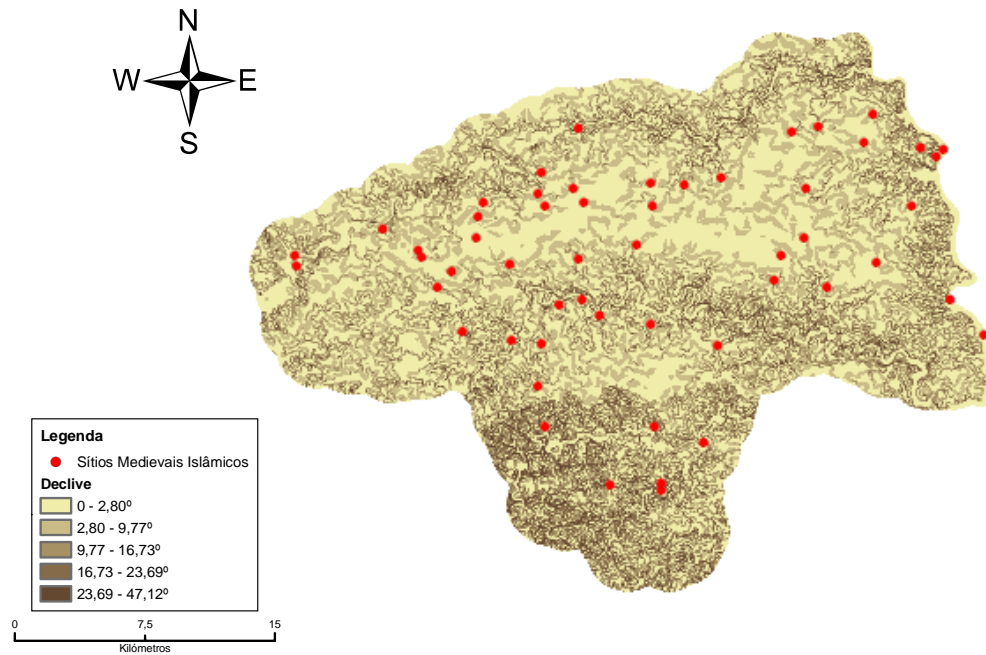 N
W E
S
Legenda
Sítios Medievais Islâmicos
Declive
0 - 2,80º
2,80 - 9,77º
9,77 - 16,73º
16,73 - 23,69º
23,69 - 47,12º
0 7,5 15
Kilómetros